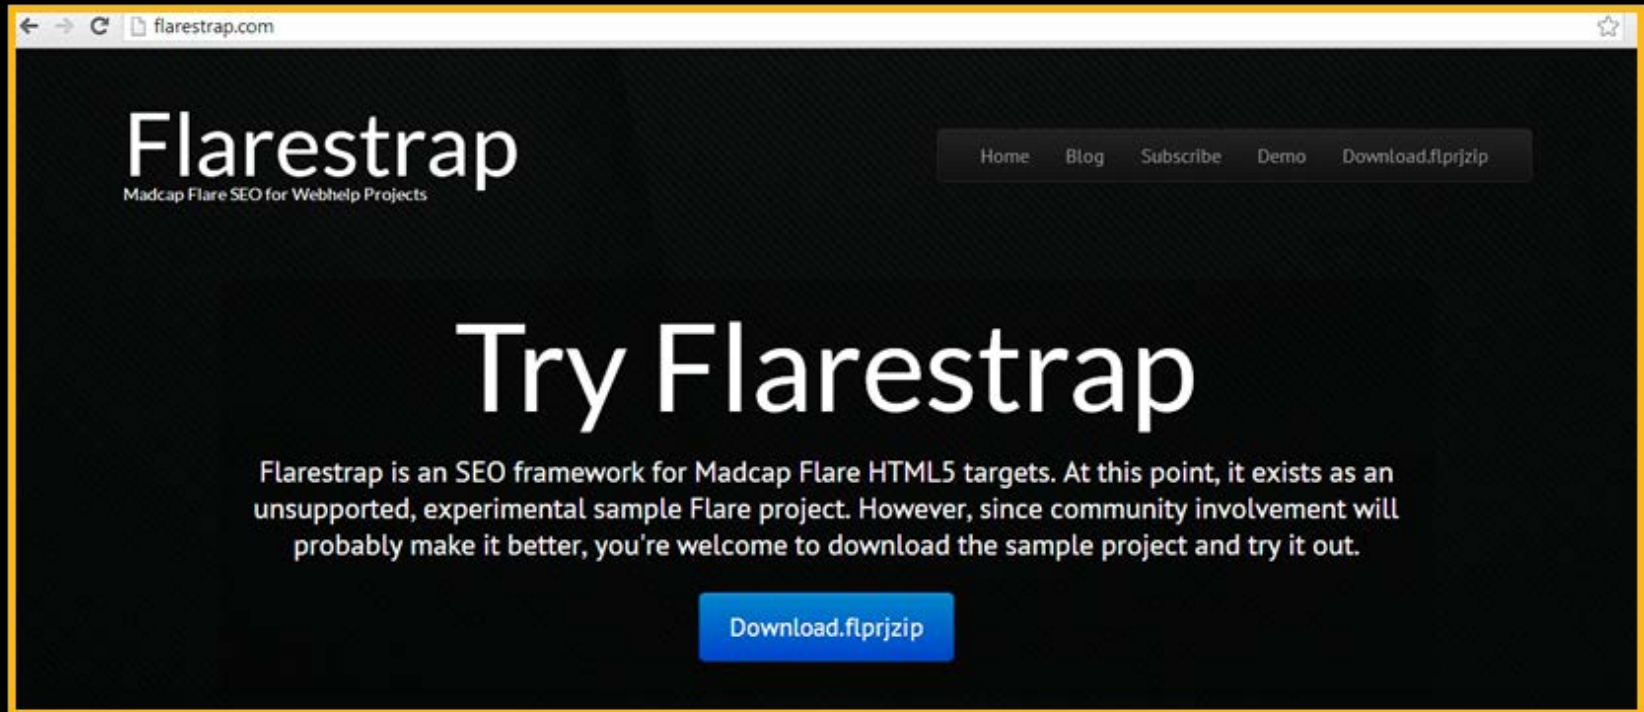 flarestrap.com
Flarestrap
Madcap Flare SEO for Webhelp Projects
Home Blog Subscribe Demo Download.flprjzip
Try Flarestrap
Flarestrap is an SEO framework for Madcap Flare HTML5 targets. At this point, it exists as an
unsupported, experimental sample Flare project. However, since community involvement will
probably make it better, you're welcome to download the sample project and try it out.
Download.flprjzip